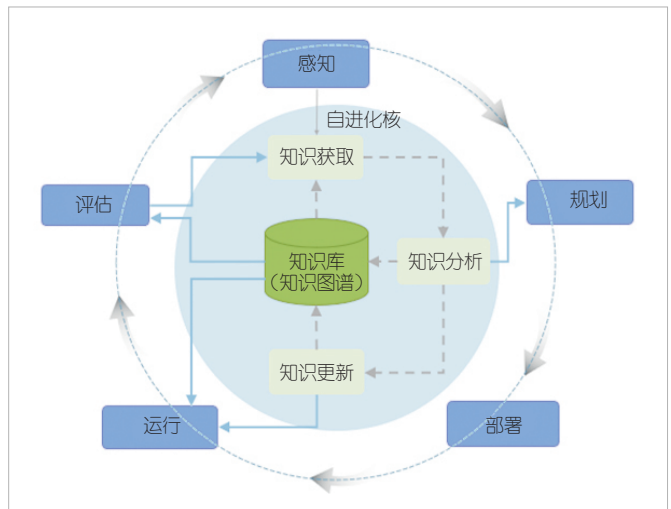 感知
自进化核
知识获取
评估
规划
知识库
（知识图谱）
知识分析
知识更新
运行
部署